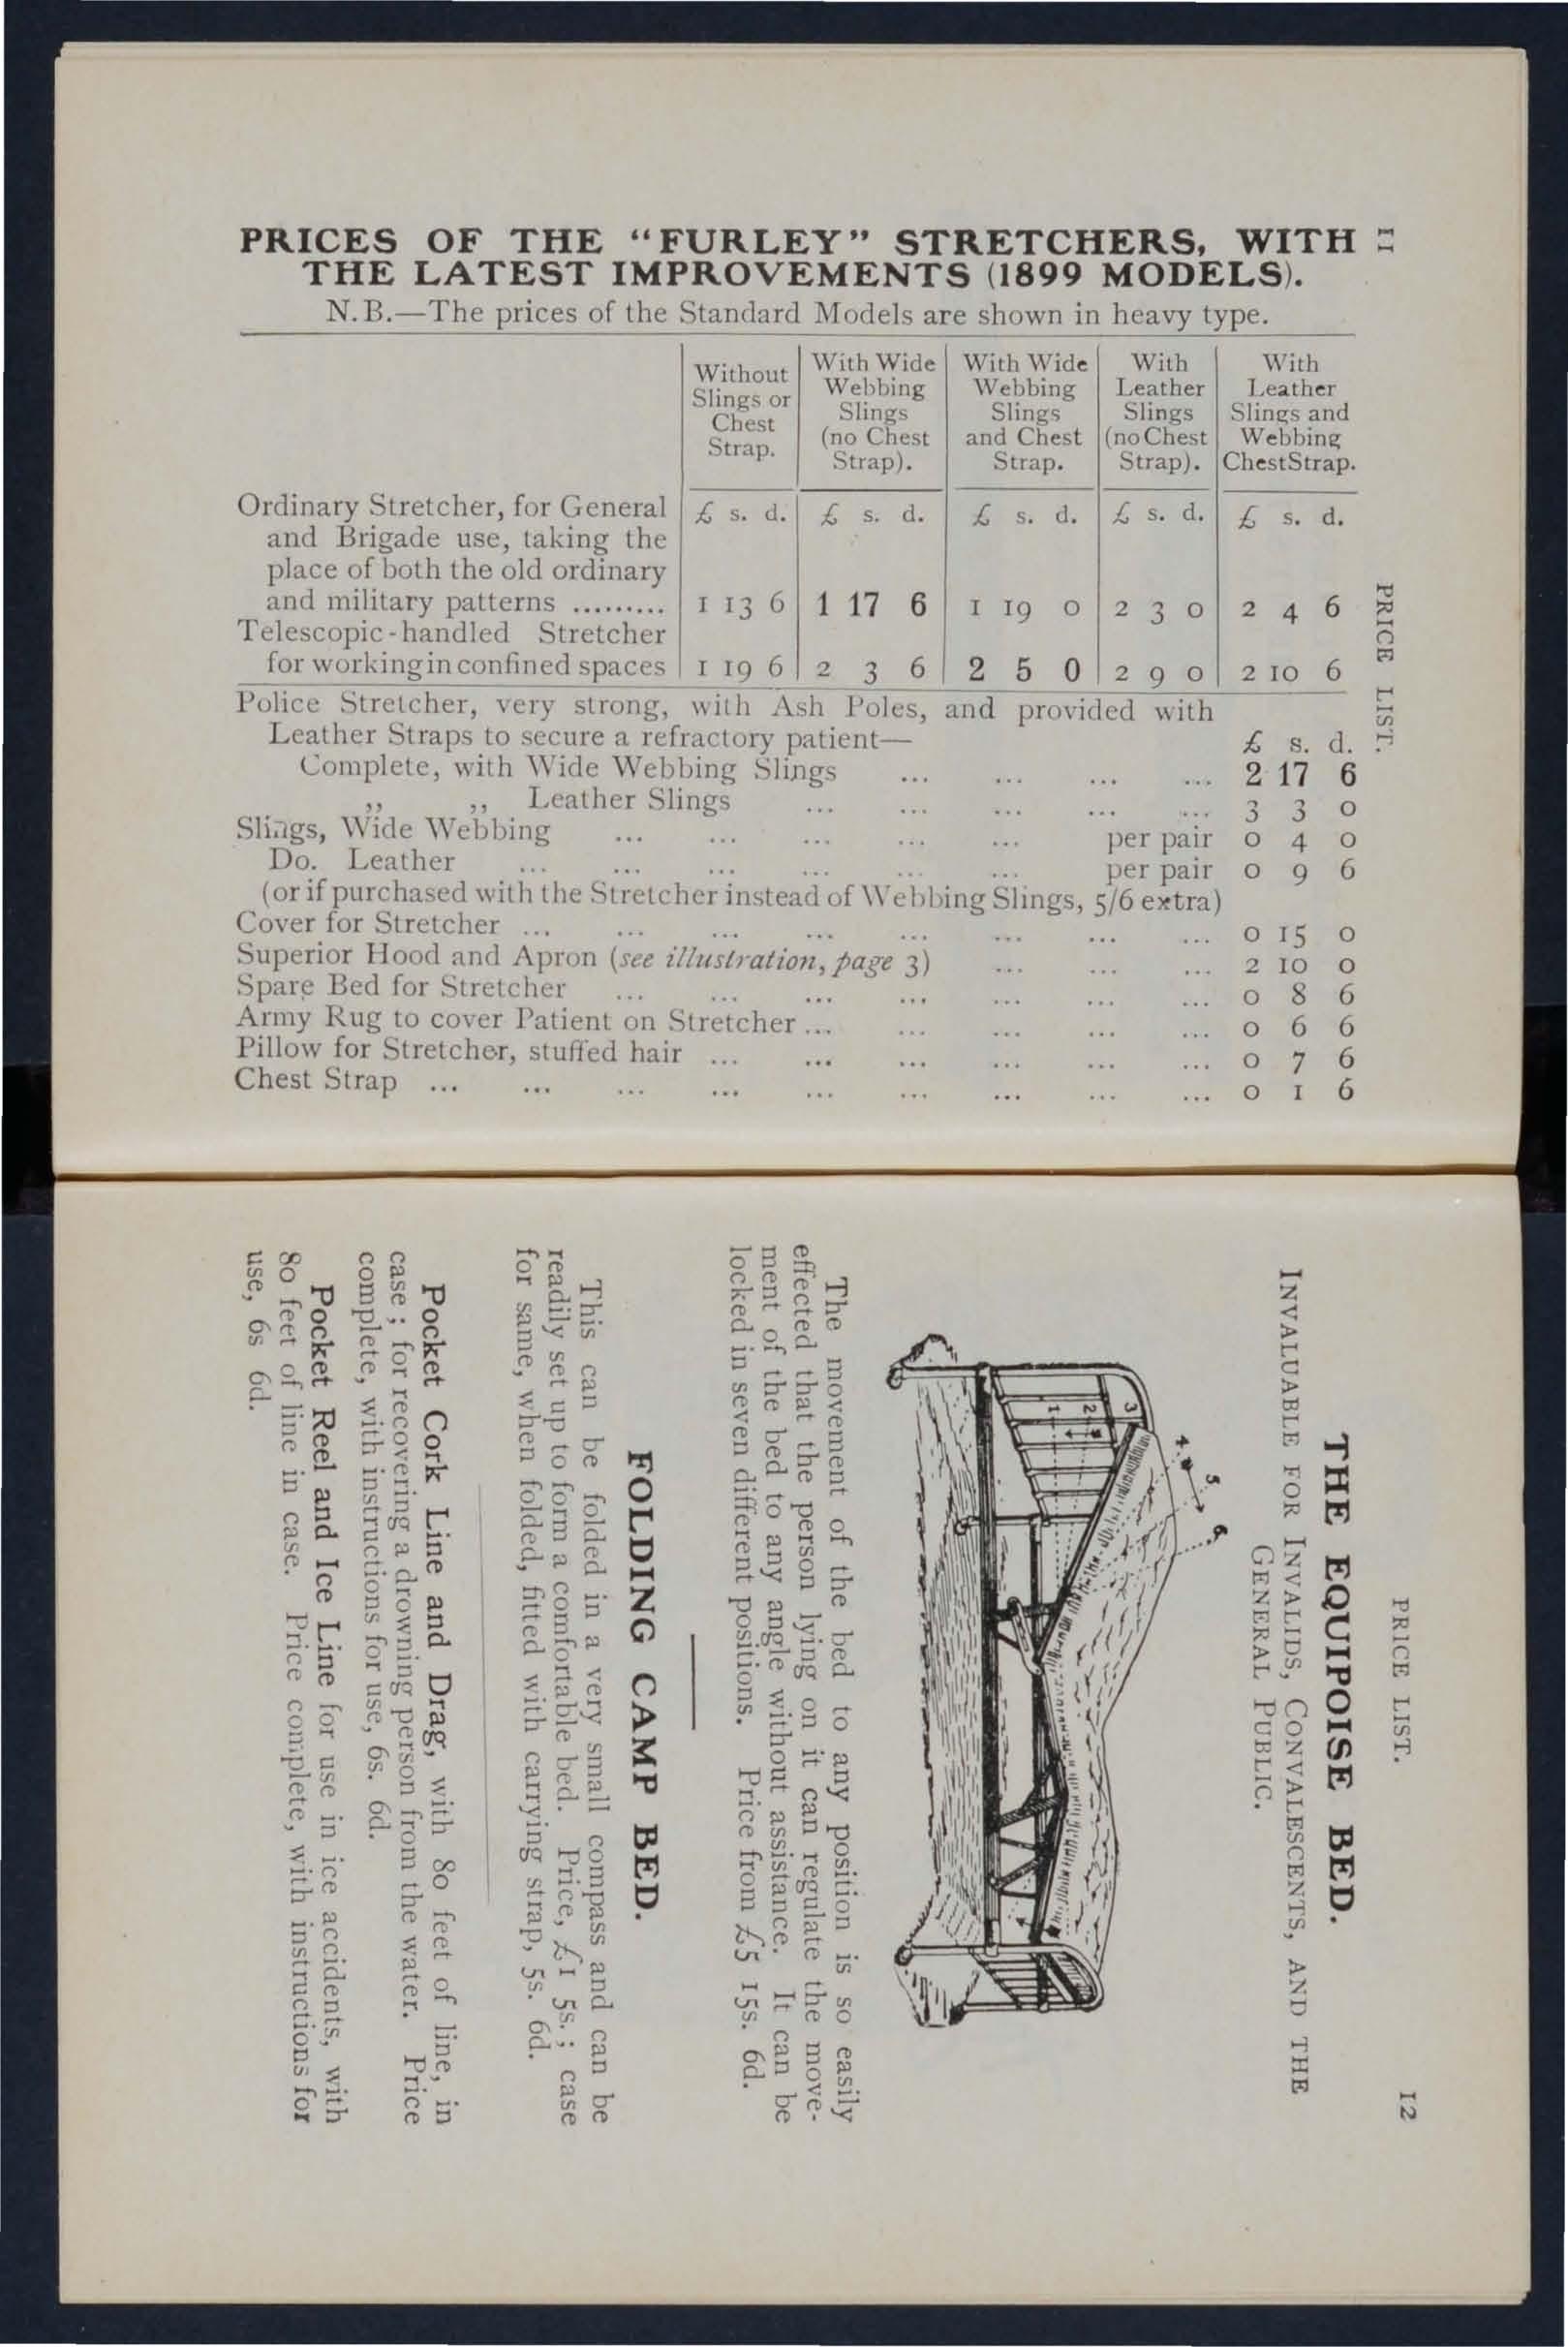 PRICE LIST. 11
PRICES OF THE “FURLEY” STRETCHERS, WITH
THE LATEST IMPROVEMENTS (1899 MODELS).
N.B.—The prices of the Standard Models are shown in heavy type.
Without Slings or Chest Strap. | With Wide Webbing Slings (no Chest Strap). | With Wide Webbing Slings and Chest Strap. | With Leather Slings (no Chest Strap). | With Leather Slings and Webbing Chest Strap.
Ordinary Stretcher, for General £ s. d. £ s. d. £ s. d. £ s. d. £ s. d.
and Brigade use, taking the
place of both the old ordinary
and military patterns ......... 1 13 6 1 17 6 1 19 0 2 3 0 2 4 6
Telescopic-handled Stretcher
for working in confined spaces 1 19 6 2 3 6 2 5 0 2 9 0 2 10 6
Police Stretcher, very strong, with Ash Poles, and provided with
Leather Straps to secure a refractory patient— £ s. d.
Complete, with Wide Webbing Slings ... ... ... ... 2 17 6
„ „ Leather Slings ... ... ... ... ... 3 3 0
Slings, Wide Webbing ... ... ... ... ... per pair 0 4 0
Do. Leather ... ... ... ... ... ... per pair 0 9 6
(or if purchased with the Stretcher instead of Webbing Slings, 5/6 extra)
Cover for Stretcher ... ... ... ... ... ... ... ... 0 15 0
Superior Hood and Apron (see illustration, page 3) ... ... ... 2 10 0
Spare Bed for Stretcher ... ... ... ... ... ... ... 0 8 6
Army Rug to cover Patient on Stretcher ... ... ... ... ... 0 6 6
Pillow for Stretcher, stuffed hair ... ... ... ... ... ... 0 7 6
Chest Strap ... ... ... ... ... ... ... ... ... 0 1 6
PRICE LIST. 12
THE EQUIPOISE BED.
INVALUABLE FOR INVALIDS, CONVALESCENTS, AND THE
GENERAL PUBLIC.
1 2 3 4. 5. 6.
The movement of the bed to any position is so easily
effected that the person lying on it can regulate the move-
ment of the bed to any angle without assistance. It can be
locked in seven different positions. Price from £5 15s. 6d.
FOLDING CAMP BED.
This can be folded in a very small compass and can be
readily set up to form a comfortable bed. Price, £1 5s.; case
for same, when folded, fitted with carrying strap, 5s. 6d.
Pocket Cork Line and Drag, with 80 feet of line, in
case; for recovering a drowning person from the water. Price
complete, with instructions for use, 6s. 6d.
Pocket Reel and Ice Line for use in ice accidents, with
80 feet of line in case. Price complete, with instructions for
use, 6s 6d.